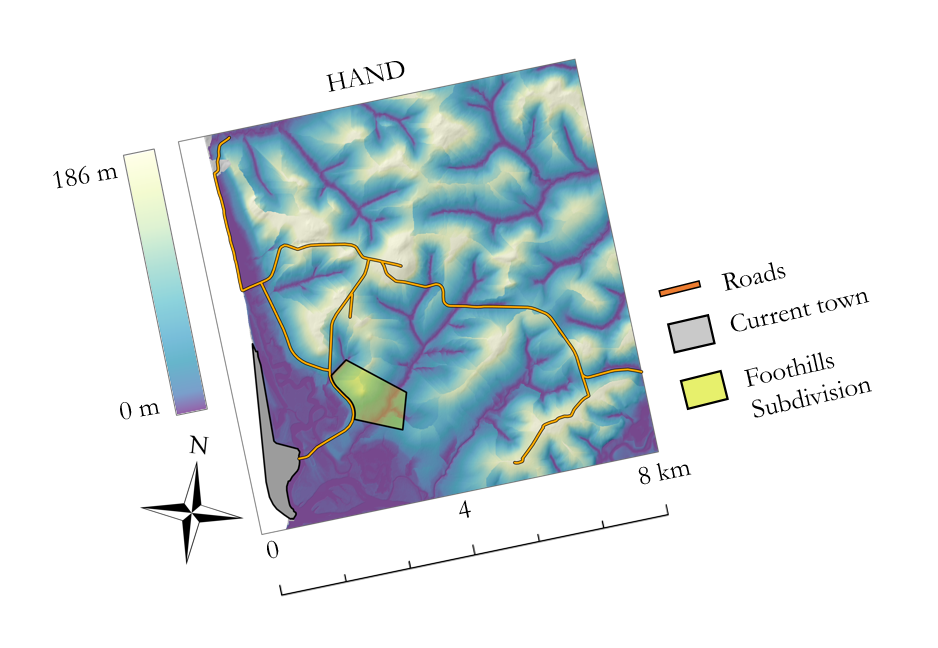 HAND
186 m
0 m
N
0
4
8 km
Roads
Current town
Foothills
Subdivision